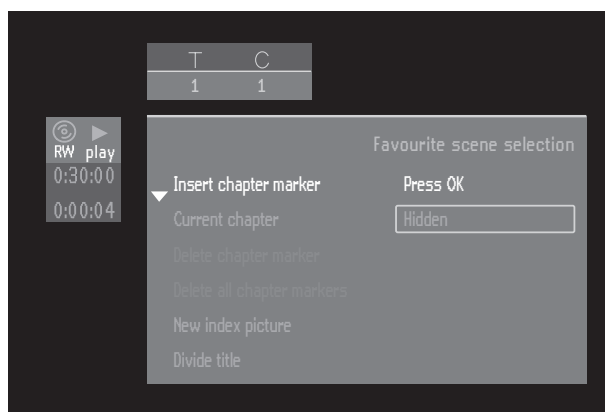 T C
1 1
RW play
0:30:00
0:00:04
Favourite scene selection
Insert chapter marker Press OK
Current chapter Hidden
Delete chapter marker
Delete all chapter markers
New index picture
Divide title